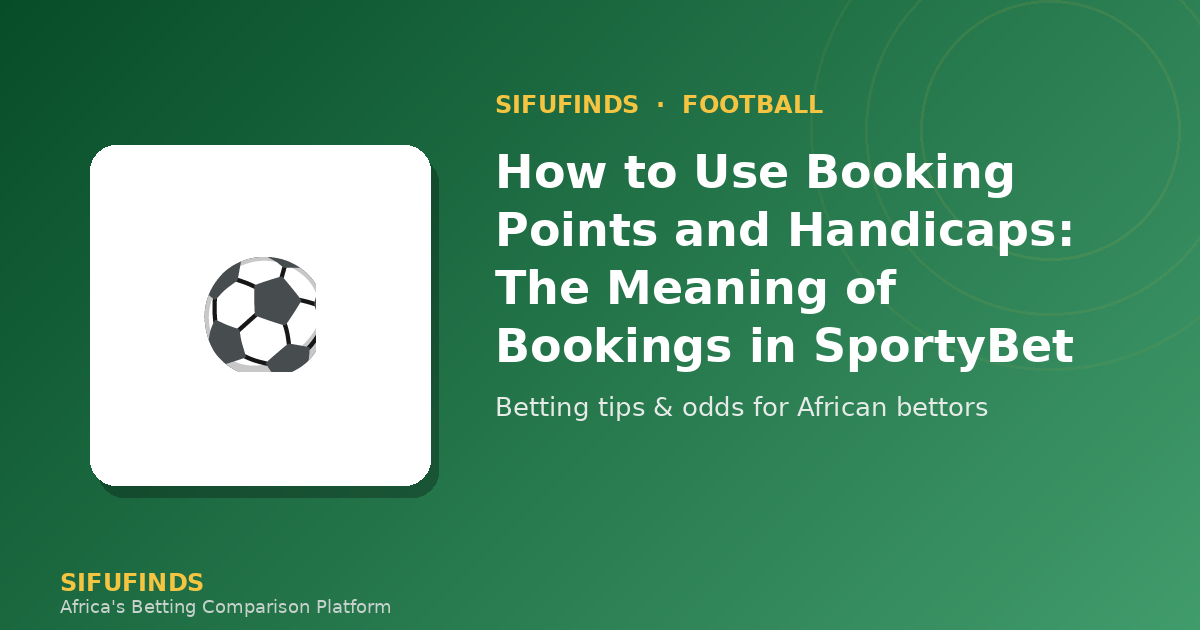 SIFUFINDS · FOOTBALL
How to Use Booking
Points and Handicaps:
The Meaning of
Bookings in SportyBet
Betting tips & odds for African bettors
SIFUFINDS
Africa's Betting Comparison Platform